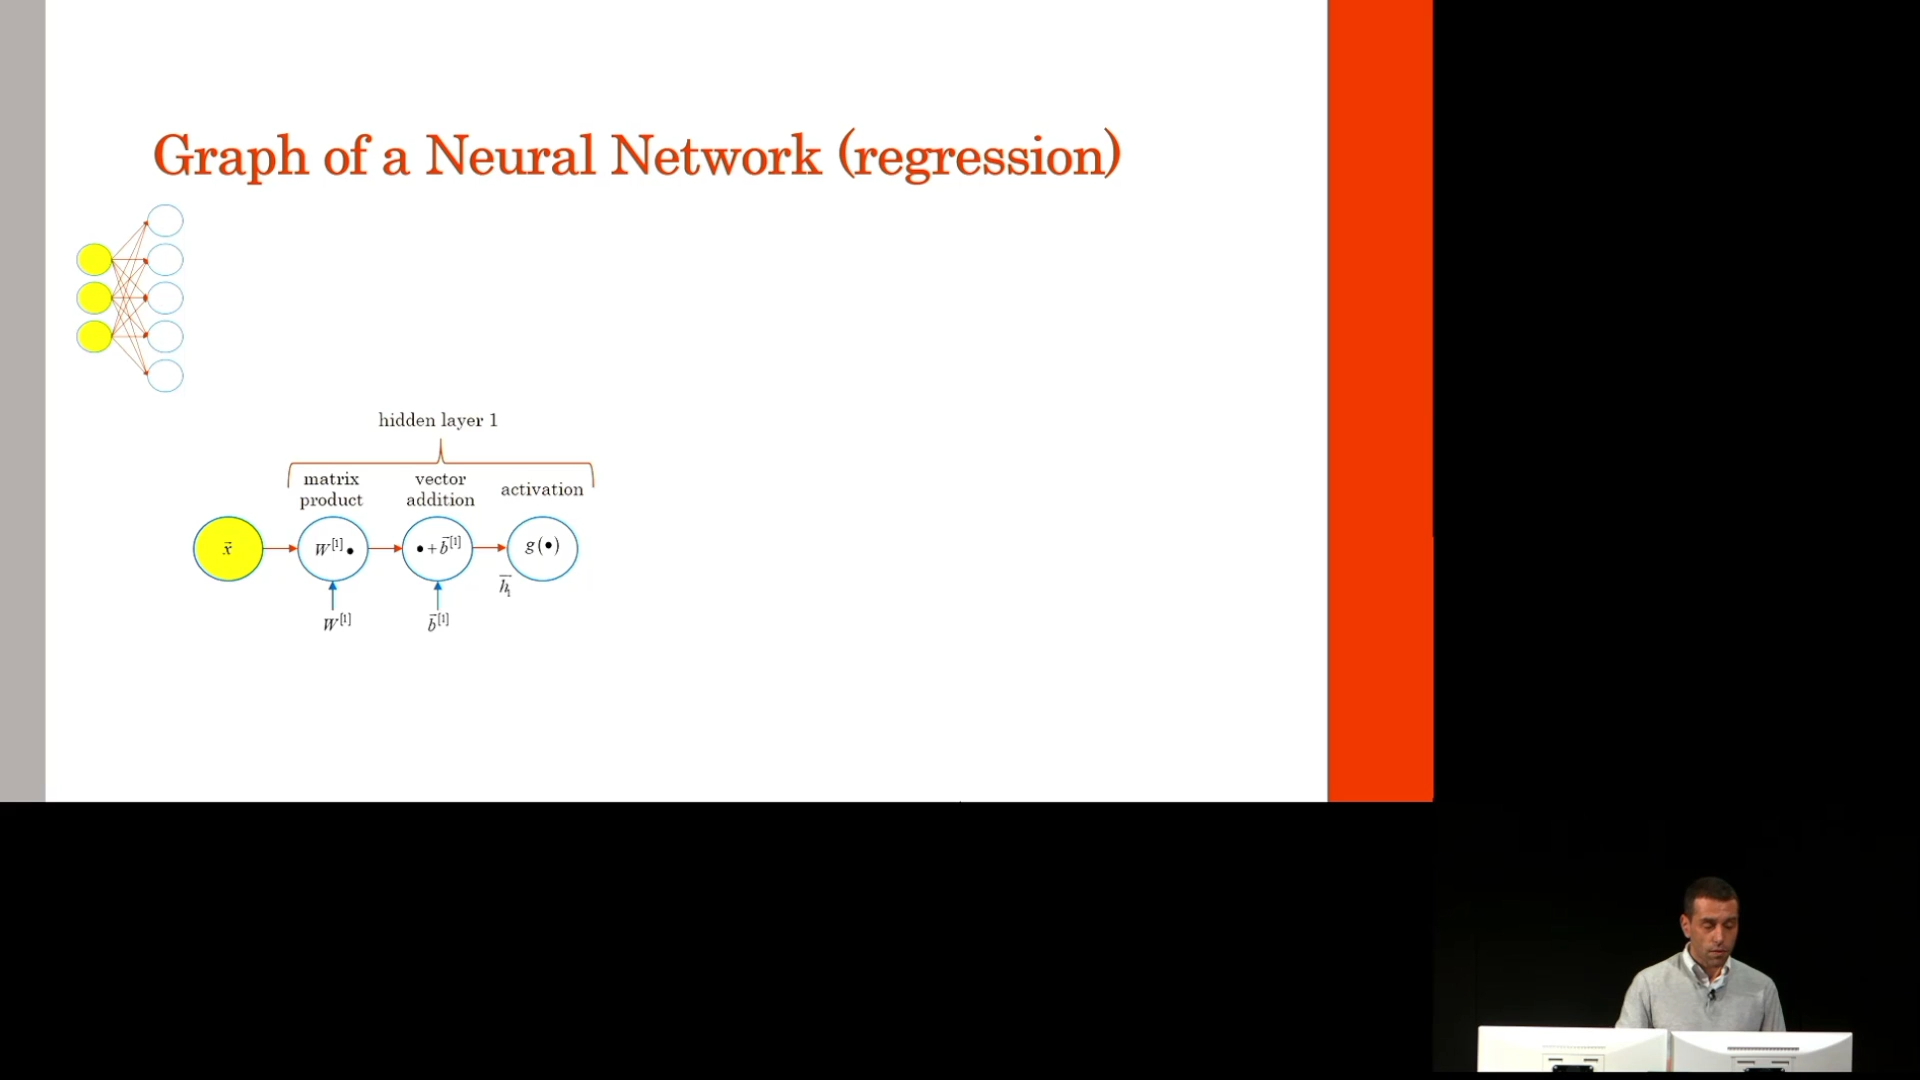 Graph of a Neural Network (regression)
hidden layer 1
matrix product
vector addition
activation
x⃗
W^[1] •
• + b⃗^[1]
g(•)
h⃗₁
W^[1]
b⃗^[1]